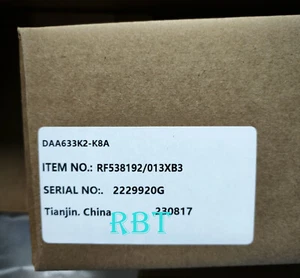 DAA633K2-K8A
ITEM NO.: RF538192/013XB3
SERIAL NO:. 2229920G
Tianjin. China 230817
RBT